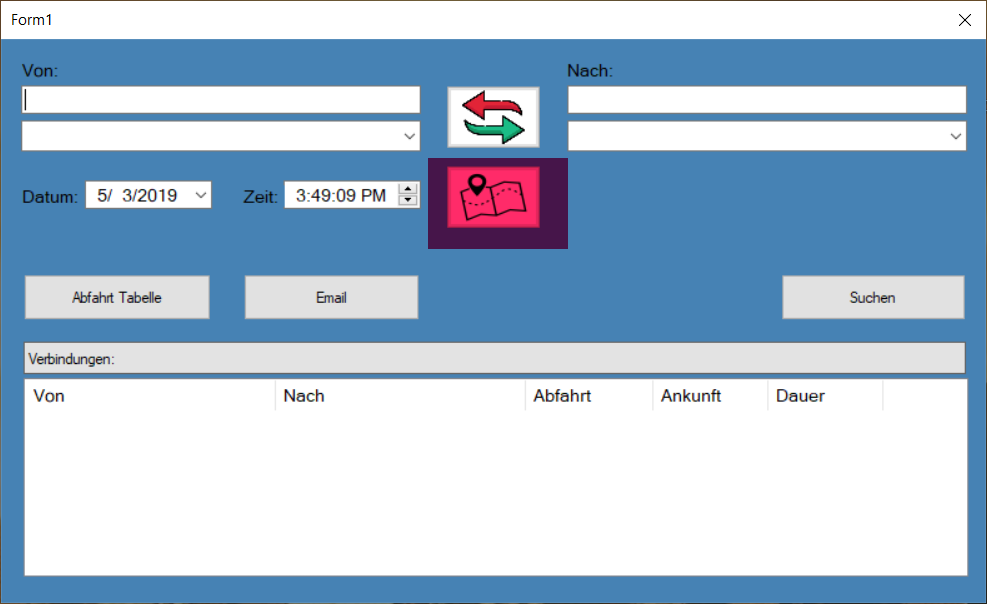 Form1
Von:
Nach:
Datum: 5/ 3/2019 Zeit: 3:49:09 PM
Abfahrt Tabelle
Email
Suchen
Verbindungen:
Von Nach Abfahrt Ankunft Dauer